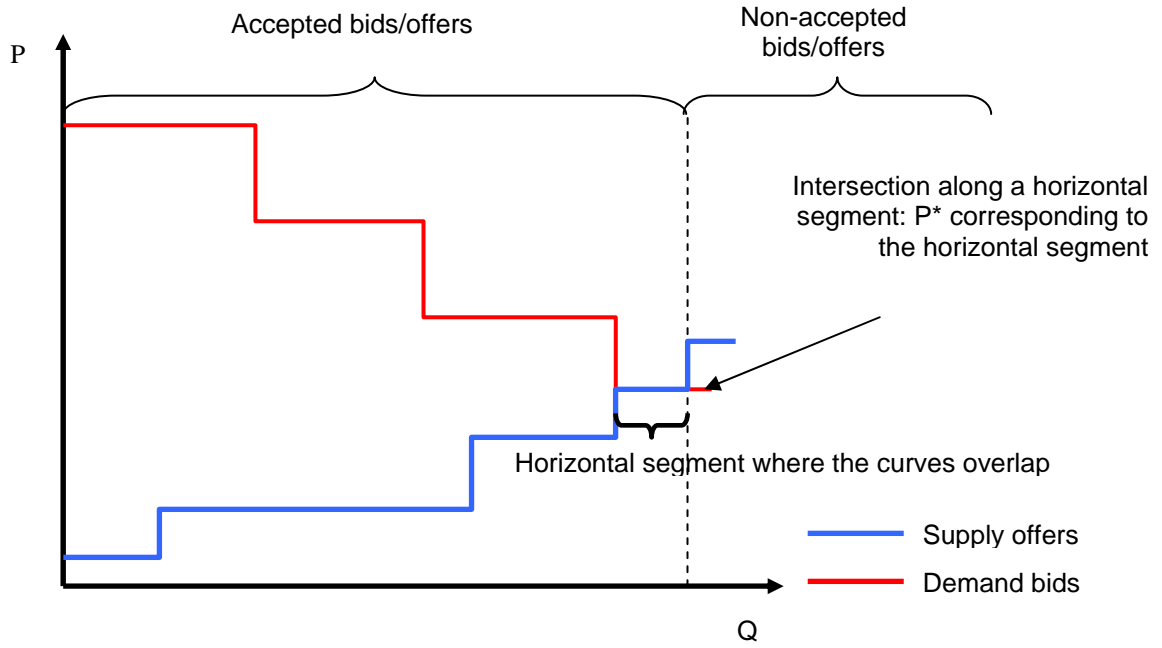 Accepted bids/offers
Non-accepted
bids/offers
P
Intersection along a horizontal
segment: P* corresponding to
the horizontal segment
Horizontal segment where the curves overlap
Supply offers
Demand bids
Q